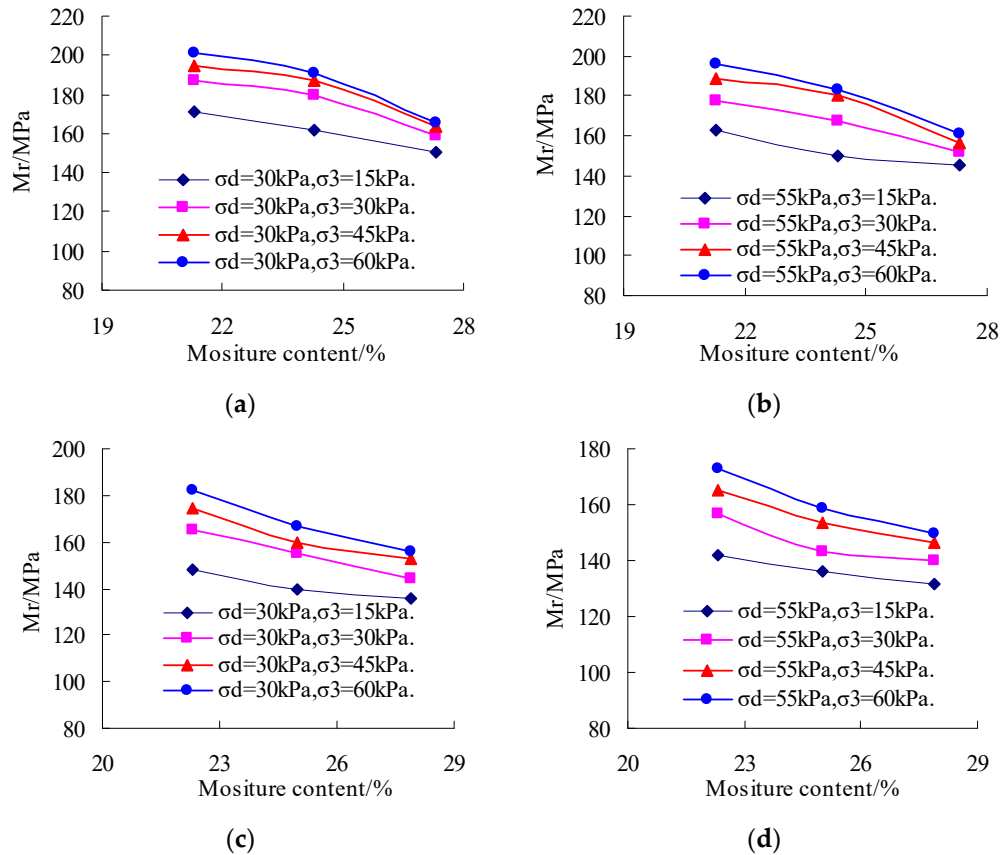 220
200
180
160
140
120
100
80
Mr/MPa
σd=30kPa,σ3=15kPa.
σd=30kPa,σ3=30kPa.
σd=30kPa,σ3=45kPa.
σd=30kPa,σ3=60kPa.
19 22 25 28
Mositure content/%
(a)
220
200
180
160
140
120
100
80
Mr/MPa
σd=55kPa,σ3=15kPa.
σd=55kPa,σ3=30kPa.
σd=55kPa,σ3=45kPa.
σd=55kPa,σ3=60kPa.
19 22 25 28
Mositure content/%
(b)
200
180
160
140
120
100
80
Mr/MPa
σd=30kPa,σ3=15kPa.
σd=30kPa,σ3=30kPa.
σd=30kPa,σ3=45kPa.
σd=30kPa,σ3=60kPa.
20 23 26 29
Mositure content/%
(c)
180
160
140
120
100
80
Mr/MPa
σd=55kPa,σ3=15kPa.
σd=55kPa,σ3=30kPa.
σd=55kPa,σ3=45kPa.
σd=55kPa,σ3=60kPa.
20 23 26 29
Mositure content/%
(d)